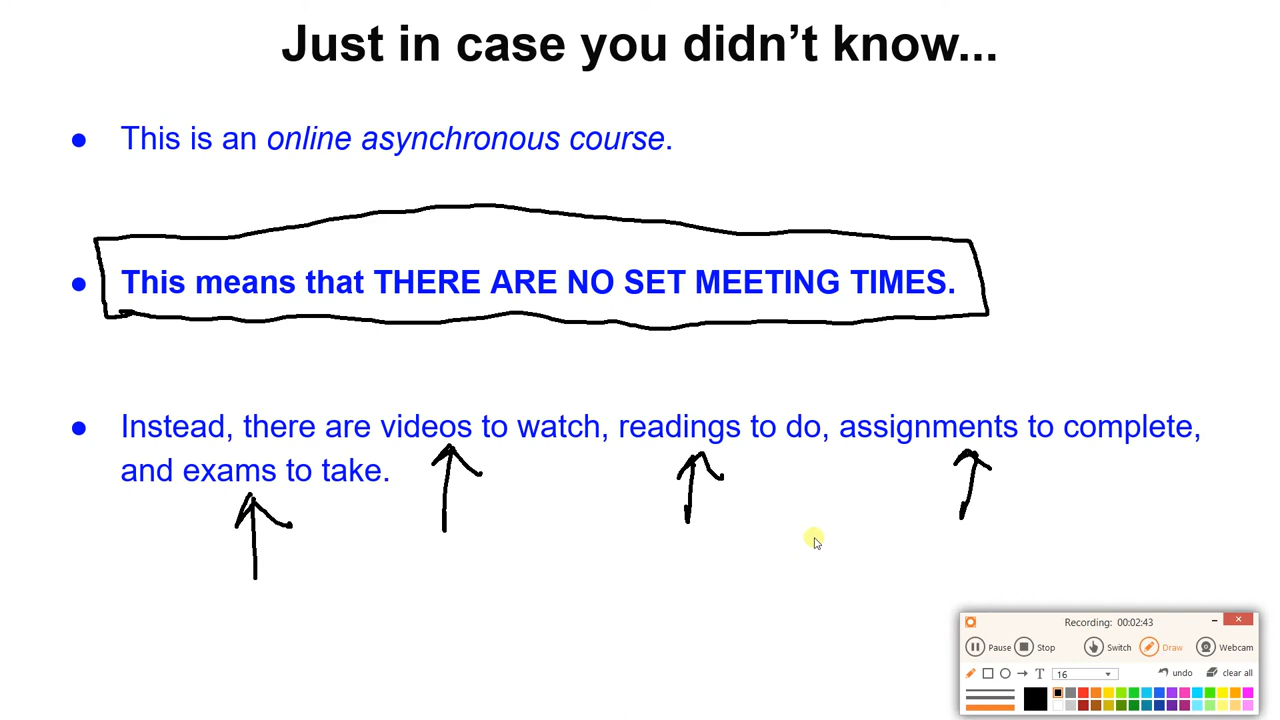 Just in case you didn't know...
● This is an online asynchronous course.
● This means that THERE ARE NO SET MEETING TIMES.
● Instead, there are videos to watch, readings to do, assignments to complete,
and exams to take.
Recording: 00:02:43
Pause Stop Switch Draw Webcam
T 16 undo clear all